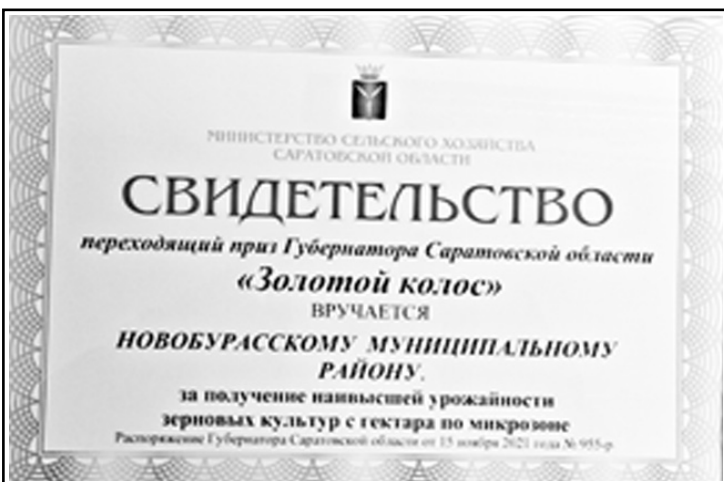 МИНИСТЕРСТВО СЕЛЬСКОГО ХОЗЯЙСТВА
САРАТОВСКОЙ ОБЛАСТИ
СВИДЕТЕЛЬСТВО
переходящий приз Губернатора Саратовской области
«Золотой колос»
ВРУЧАЕТСЯ
НОВОБУРАССКОМУ МУНИЦИПАЛЬНОМУ
РАЙОНУ.
за получение наивысшей урожайности
зерновых культур с гектара по микрозоне
Распоряжение Губернатора Саратовской области от 15 ноября 2021 года № 955-р